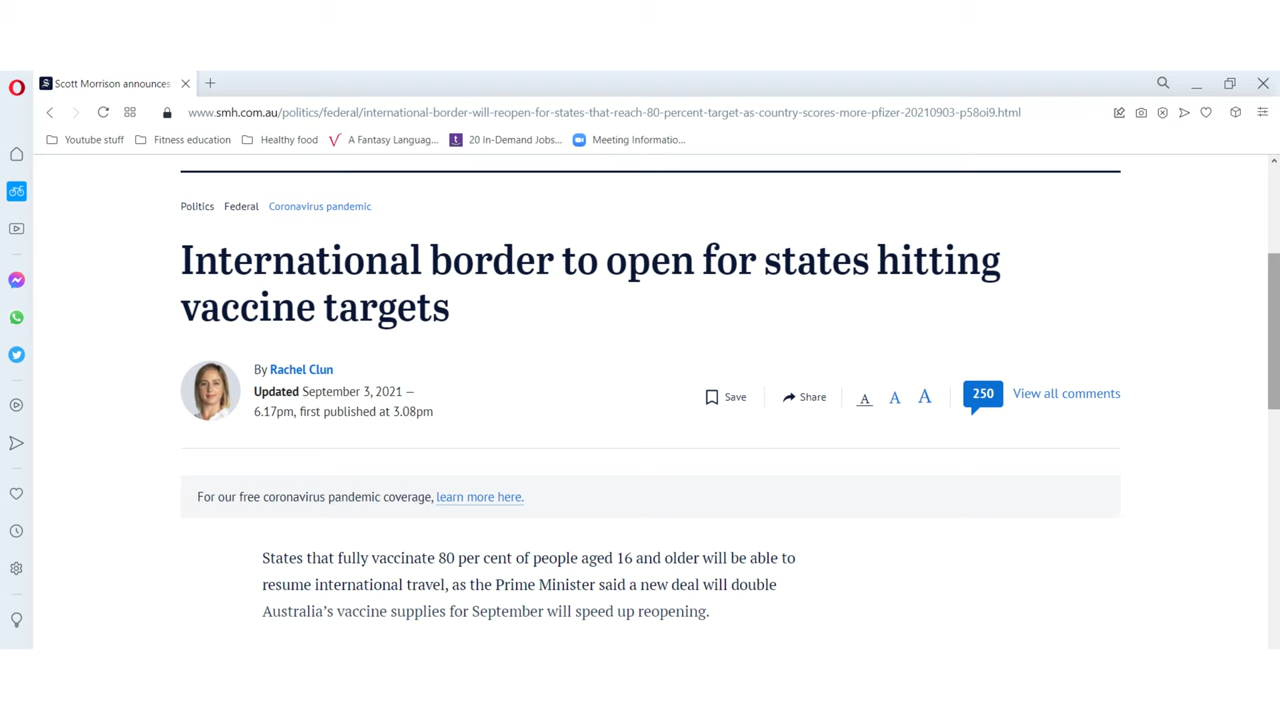 Scott Morrison announces
www.smh.com.au/politics/federal/international-border-will-reopen-for-states-that-reach-80-percent-target-as-country-scores-more-pfizer-20210903-p58oi9.html
Youtube stuff Fitness education Healthy food A Fantasy Languag... 20 In-Demand Jobs... Meeting Informatio...
Politics Federal Coronavirus pandemic
International border to open for states hitting
vaccine targets
By Rachel Clun
Updated September 3, 2021 —
6.17pm, first published at 3.08pm
Save Share A A A 250 View all comments
For our free coronavirus pandemic coverage, learn more here.
States that fully vaccinate 80 per cent of people aged 16 and older will be able to
resume international travel, as the Prime Minister said a new deal will double
Australia's vaccine supplies for September will speed up reopening.